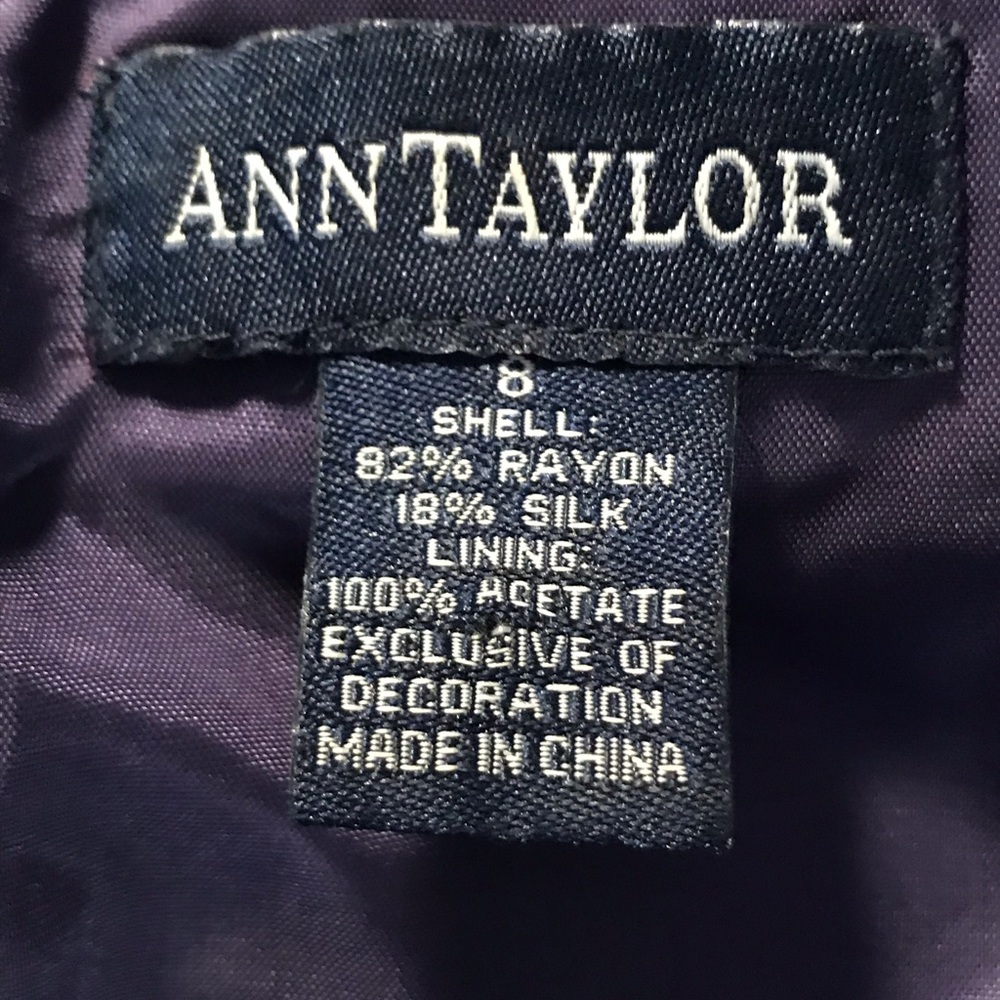 ANNTAYLOR
8
SHELL:
82% RAYON
18% SILK
LINING:
100% ACETATE
EXCLUSIVE OF
DECORATION
MADE IN CHINA